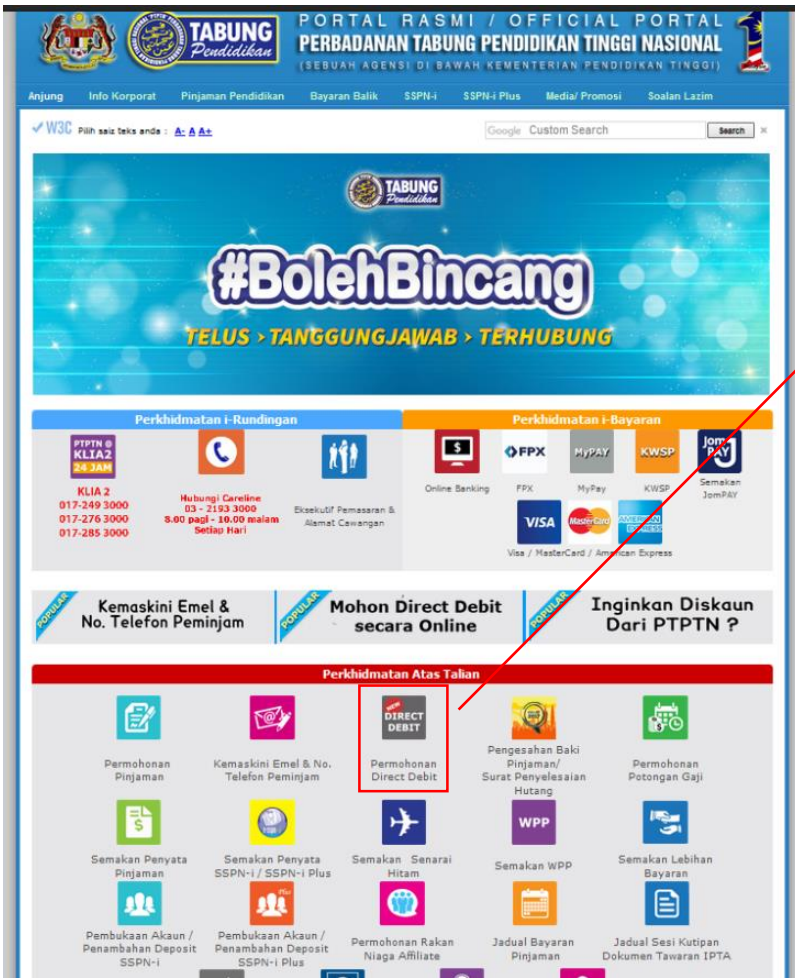 TABUNG
Pendidikan
PORTAL RASMI / OFFICIAL PORTAL
PERBADANAN TABUNG PENDIDIKAN TINGGI NASIONAL
(SEBUAH AGENSI DI BAWAH KEMENTERIAN PENDIDIKAN TINGGI)
Anjung Info Korporat Pinjaman Pendidikan Bayaran Balik SSPN-i SSPN-i Plus Media/ Promosi Soalan Lazim
W3C Pilih saiz teks anda : A- A A+
Google Custom Search Search ×
TABUNG
Pendidikan
#BolehBincang
TELUS > TANGGUNGJAWAB > TERHUBUNG
Perkhidmatan i-Rundingan
PTPTN @
KLIA2
24 JAM
KLIA 2
017-249 3000
017-276 3000
017-285 3000
Hubungi Careline
03 - 2193 3000
8.00 pagi - 10.00 malam
Setiap Hari
Eksekutif Pemasaran &
Alamat Cawangan
Perkhidmatan i-Bayaran
$ FPX MyPAY KWSP Jom PAY
Online Banking FPX MyPay KWSP Semakan
JomPAY
VISA MasterCard AMERICAN EXPRESS
Visa / MasterCard / American Express
POPULAR
Kemaskini Emel &
No. Telefon Peminjam
POPULAR
Mohon Direct Debit
secara Online
POPULAR
Inginkan Diskaun
Dari PTPTN ?
Perkhidmatan Atas Talian
Permohonan
Pinjaman
Kemaskini Emel & No.
Telefon Peminjam
NEW
DIRECT
DEBIT
Permohonan
Direct Debit
Pengesahan Baki
Pinjaman/
Surat Penyelesaian
Hutang
Permohonan
Potongan Gaji
Semakan Penyata
Pinjaman
Semakan Penyata
SSPN-i / SSPN-i Plus
Semakan Senarai
Hitam
WPP
Semakan WPP
Semakan Lebihan
Bayaran
Pembukaan Akaun /
Penambahan Deposit
SSPN-i
Plus
Pembukaan Akaun /
Penambahan Deposit
SSPN-i Plus
Permohonan Rakan
Niaga Affiliate
Jadual Bayaran
Pinjaman
Jadual Sesi Kutipan
Dokumen Tawaran IPTA